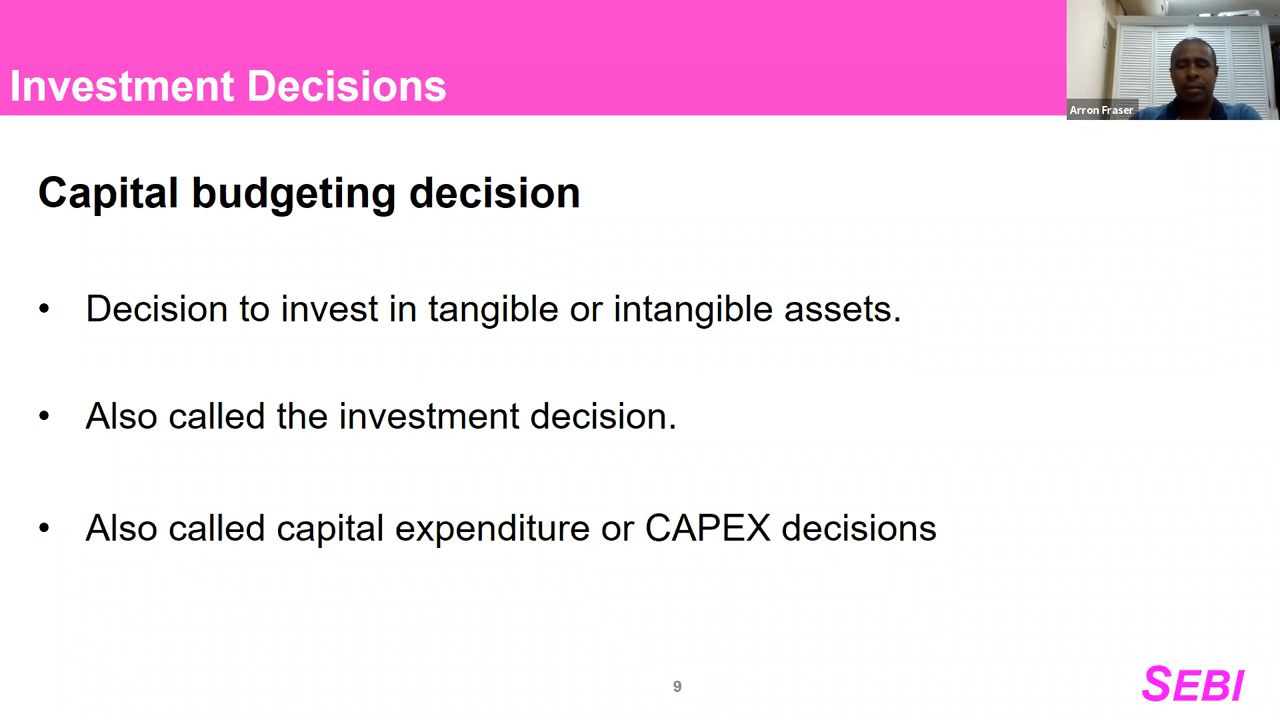 Investment Decisions
Arron Fraser
Capital budgeting decision
• Decision to invest in tangible or intangible assets.
• Also called the investment decision.
• Also called capital expenditure or CAPEX decisions
9
SEBI